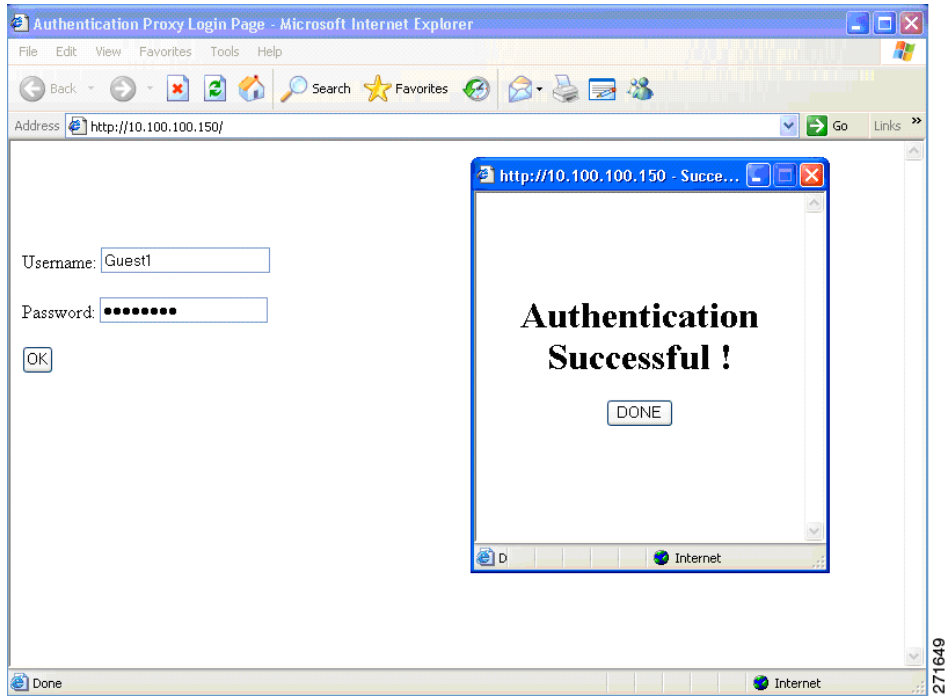 Authentication Proxy Login Page - Microsoft Internet Explorer
File Edit View Favorites Tools Help
Back Search Favorites
Address http://10.100.100.150/ Go Links »
http://10.100.100.150 - Succe...
Username: Guest1
Password: ••••••••
OK
Authentication
Successful !
DONE
D Internet
Done Internet
271649